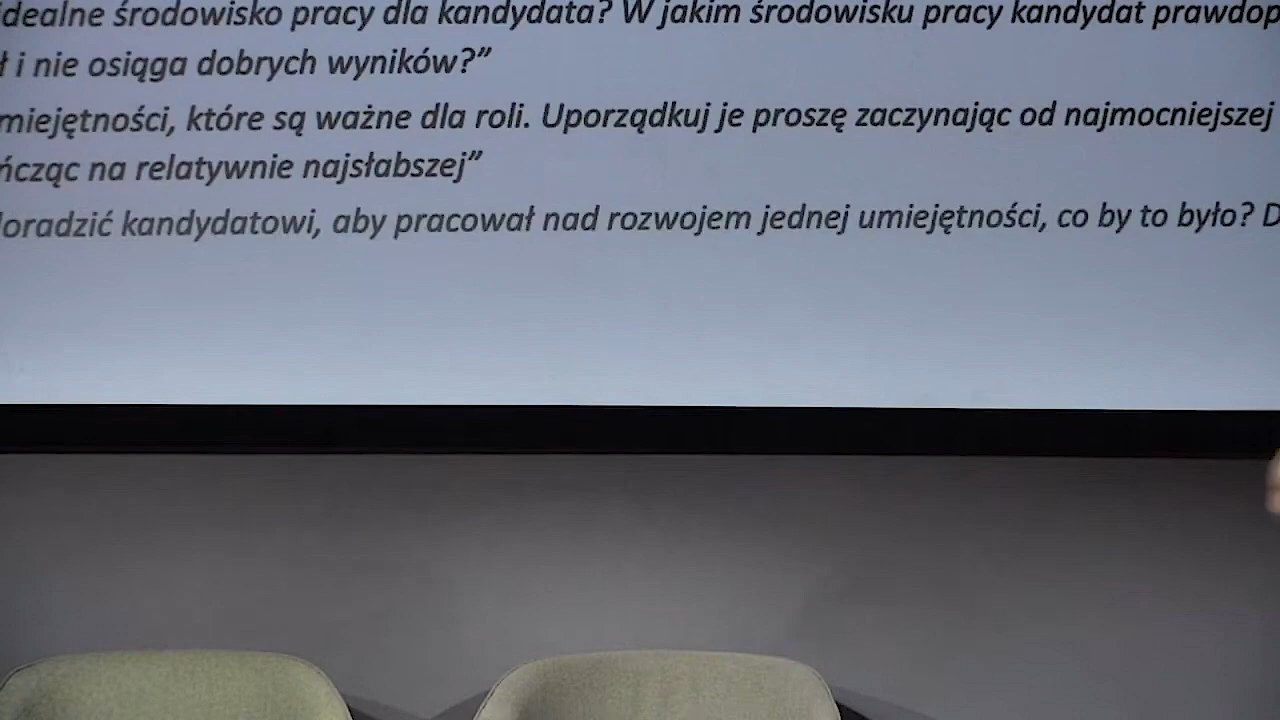 idealne środowisko pracy dla kandydata? W jakim środowisku pracy kandydat prawdop
ł i nie osiąga dobrych wyników?”
miejętności, które są ważne dla roli. Uporządkuj je proszę zaczynając od najmocniejszej
ńcząc na relatywnie najsłabszej”
doradzić kandydatowi, aby pracował nad rozwojem jednej umiejętności, co by to było? D